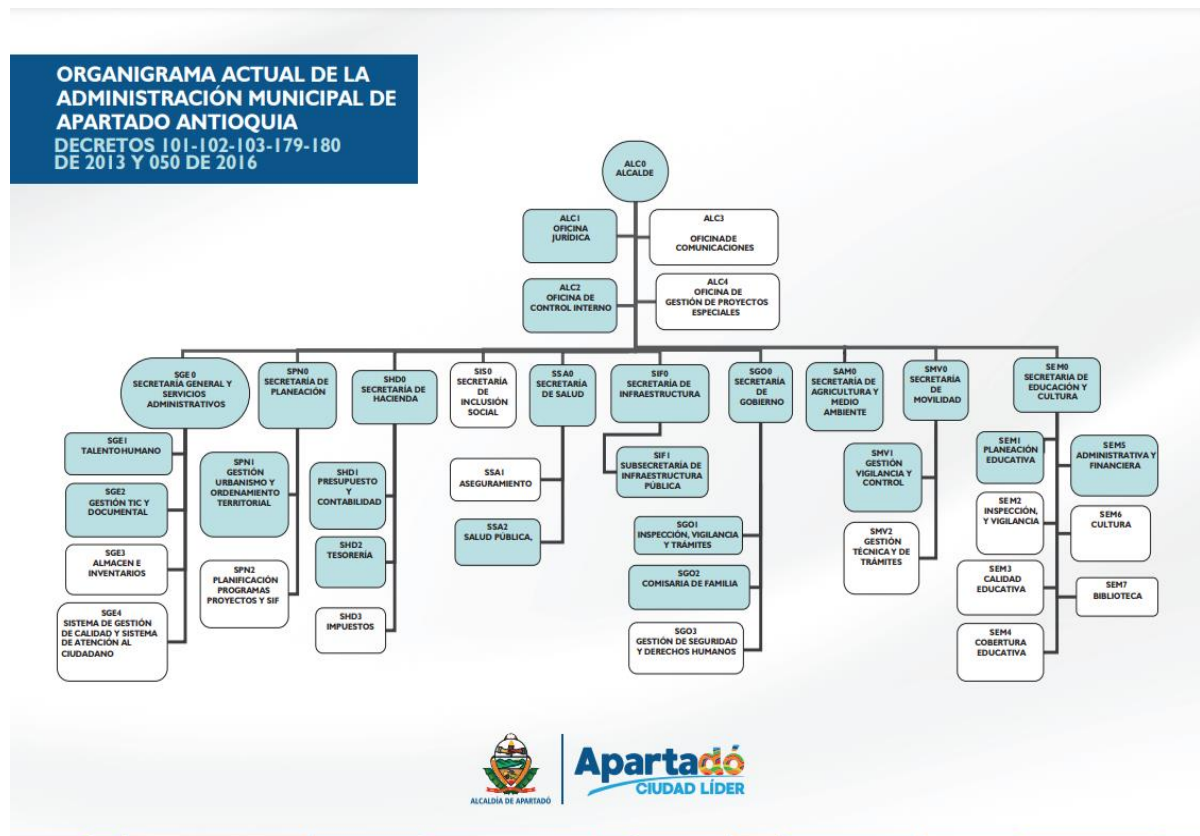 ORGANIGRAMA ACTUAL DE LA
ADMINISTRACIÓN MUNICIPAL DE
APARTADO ANTIOQUIA
DECRETOS 101-102-103-179-180
DE 2013 Y 050 DE 2016
ALC0
ALCALDE
ALC1
OFICINA
JURÍDICA
ALC3
OFICINADE
COMUNICACIONES
ALC2
OFICINA DE
CONTROL INTERNO
ALC4
OFICINA DE
GESTIÓN DE PROYECTOS
ESPECIALES
SGE0
SECRETARÍA GENERAL Y
SERVICIOS
ADMINISTRATIVOS
SPN0
SECRETARÍA DE
PLANEACIÓN
SHD0
SECRETARÍA DE
HACIENDA
SIS0
SECRETARÍA
DE
INCLUSIÓN
SOCIAL
SSA0
SECRETARÍA
DE SALUD
SIF0
SECRETARÍA DE
INFRAESTRUCTURA
SGO0
SECRETARÍA
DE
GOBIERNO
SAM0
SECRETARÍA DE
AGRICULTURA Y
MEDIO
AMBIENTE
SMV0
SECRETARÍA
DE
MOVILIDAD
SEM0
SECRETARIA DE
EDUCACIÓN Y
CULTURA
SGE1
TALENTO HUMANO
SGE2
GESTIÓN TIC Y
DOCUMENTAL
SGE3
ALMACEN E
INVENTARIOS
SGE4
SISTEMA DE GESTIÓN
DE CALIDAD Y SISTEMA
DE ATENCIÓN AL
CIUDADANO
SPN1
GESTIÓN
URBANISMO Y
ORDENAMIENTO
TERRITORIAL
SPN2
PLANIFICACIÓN
PROGRAMAS
PROYECTOS Y SIF
SHD1
PRESUPUESTO
Y
CONTABILIDAD
SHD2
TESORERÍA
SHD3
IMPUESTOS
SSA1
ASEGURAMIENTO
SSA2
SALUD PÚBLICA,
SIF1
SUBSECRETARÍA DE
INFRAESTRUCTURA
PÚBLICA
SGO1
INSPECCIÓN, VIGILANCIA
Y TRÁMITES
SGO2
COMISARIA DE FAMILIA
SGO3
GESTIÓN DE SEGURIDAD
Y DERECHOS HUMANOS
SMV1
GESTIÓN
VIGILANCIA Y
CONTROL
SMV2
GESTIÓN
TÉCNICA Y DE
TRÁMITES
SEM1
PLANEACIÓN
EDUCATIVA
SEM2
INSPECCIÓN,
Y VIGILANCIA
SEM3
CALIDAD
EDUCATIVA
SEM4
COBERTURA
EDUCATIVA
SEM5
ADMINISTRATIVA Y
FINANCIERA
SEM6
CULTURA
SEM7
BIBLIOTECA
ALCALDÍA DE APARTADÓ
Apartadó
CIUDAD LÍDER